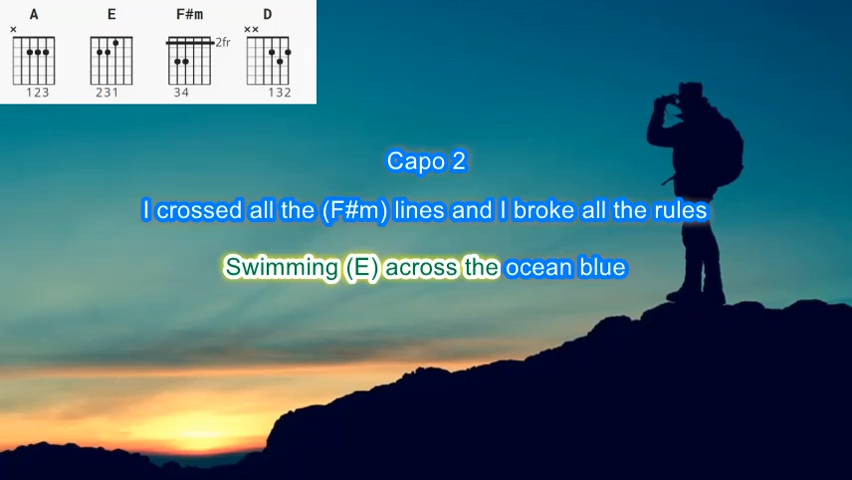 A E F#m D
× ××
2fr
123 231 34 132
Capo 2
I crossed all the (F#m) lines and I broke all the rules
Swimming (E) across the ocean blue